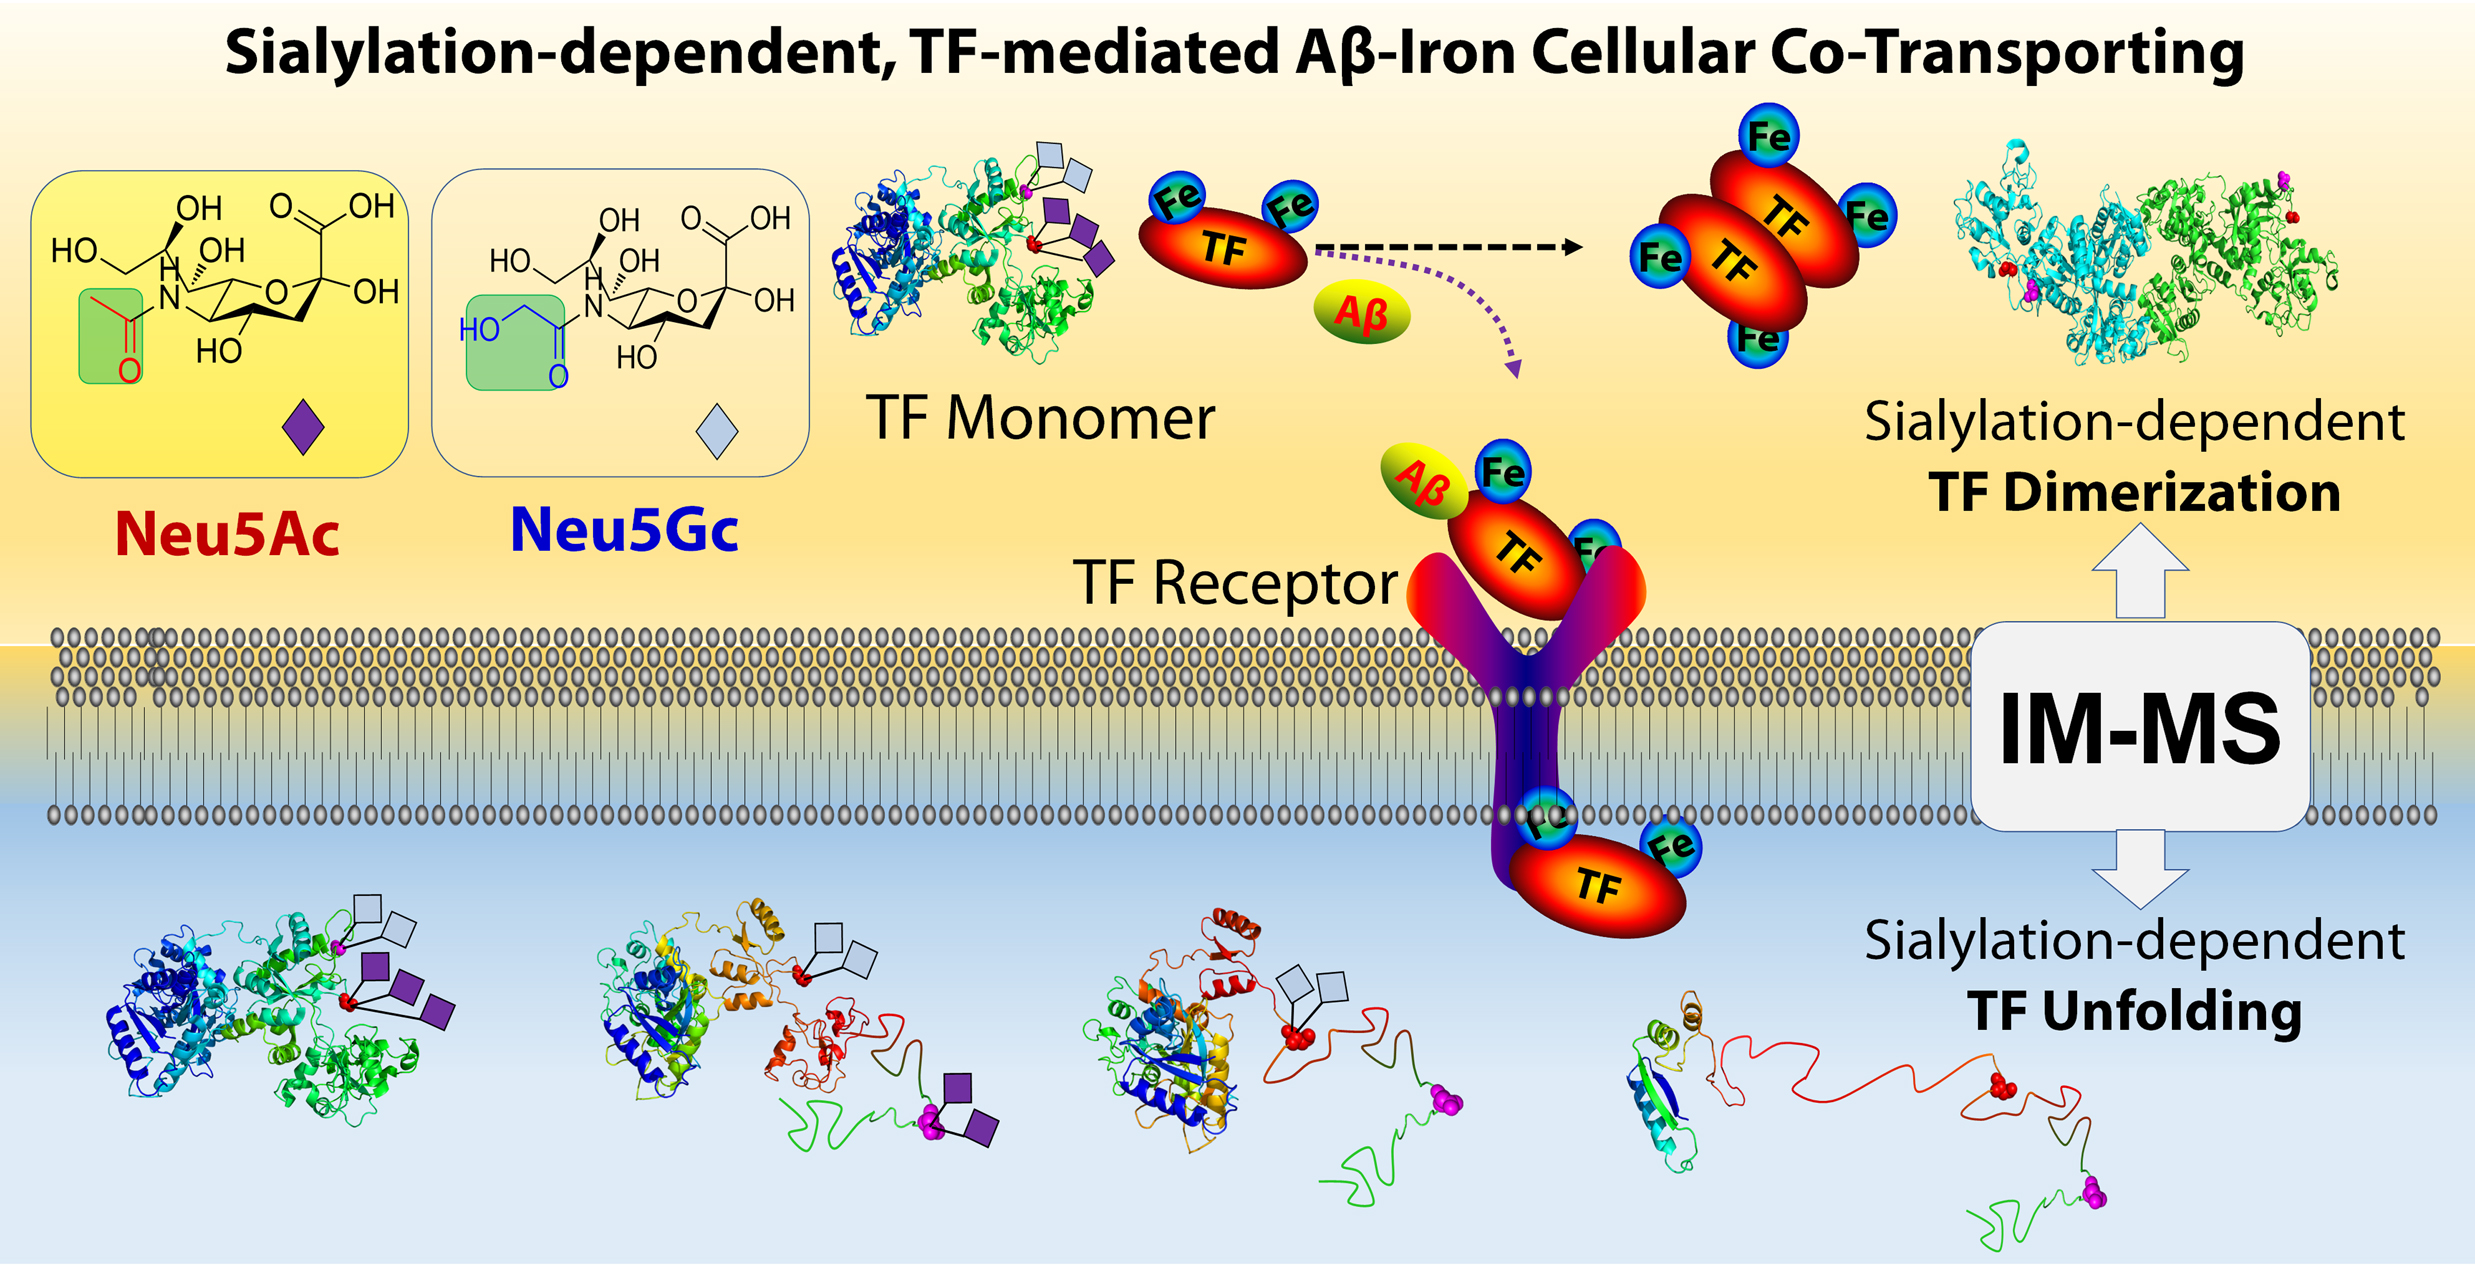 Sialylation-dependent, TF-mediated Aβ-Iron Cellular Co-Transporting
OH
O
OH
HO
OH
H
N
O
OH
O
HO
Neu5Ac
OH
O
OH
HO
OH
H
N
O
OH
HO
O
HO
Neu5Gc
TF Monomer
Fe
Fe
TF
Aβ
Fe
Fe
TF
Fe
TF
Fe
Sialylation-dependent
TF Dimerization
Aβ
Fe
TF
Fe
TF Receptor
IM-MS
Fe
Fe
TF
Sialylation-dependent
TF Unfolding